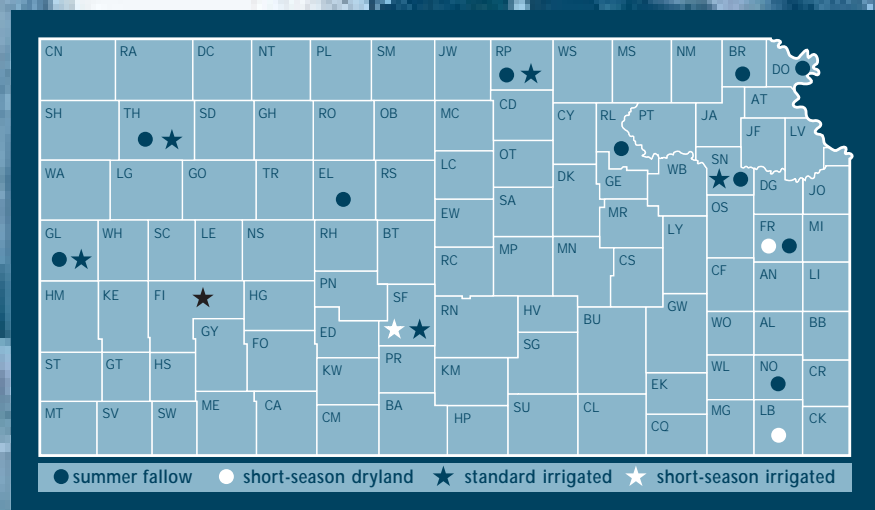 CN RA DC NT PL SM JW RP WS MS NM BR DO
SH TH SD GH RO OB MC CD CY RL PT JA AT
JF LV
WA LG GO TR EL RS LC OT DK GE WB SN DG JO
EW SA MR OS
GL WH SC LE NS RH BT RC MP MN CS LY FR MI
HM KE FI HG PN SF RN HV GW CF AN LI
GY FO ED SG BU WO AL BB
ST GT HS KW PR KM EK WL NO CR
MT SV SW ME CA CM BA HP SU CL CQ MG LB CK
summer fallow short-season dryland standard irrigated short-season irrigated